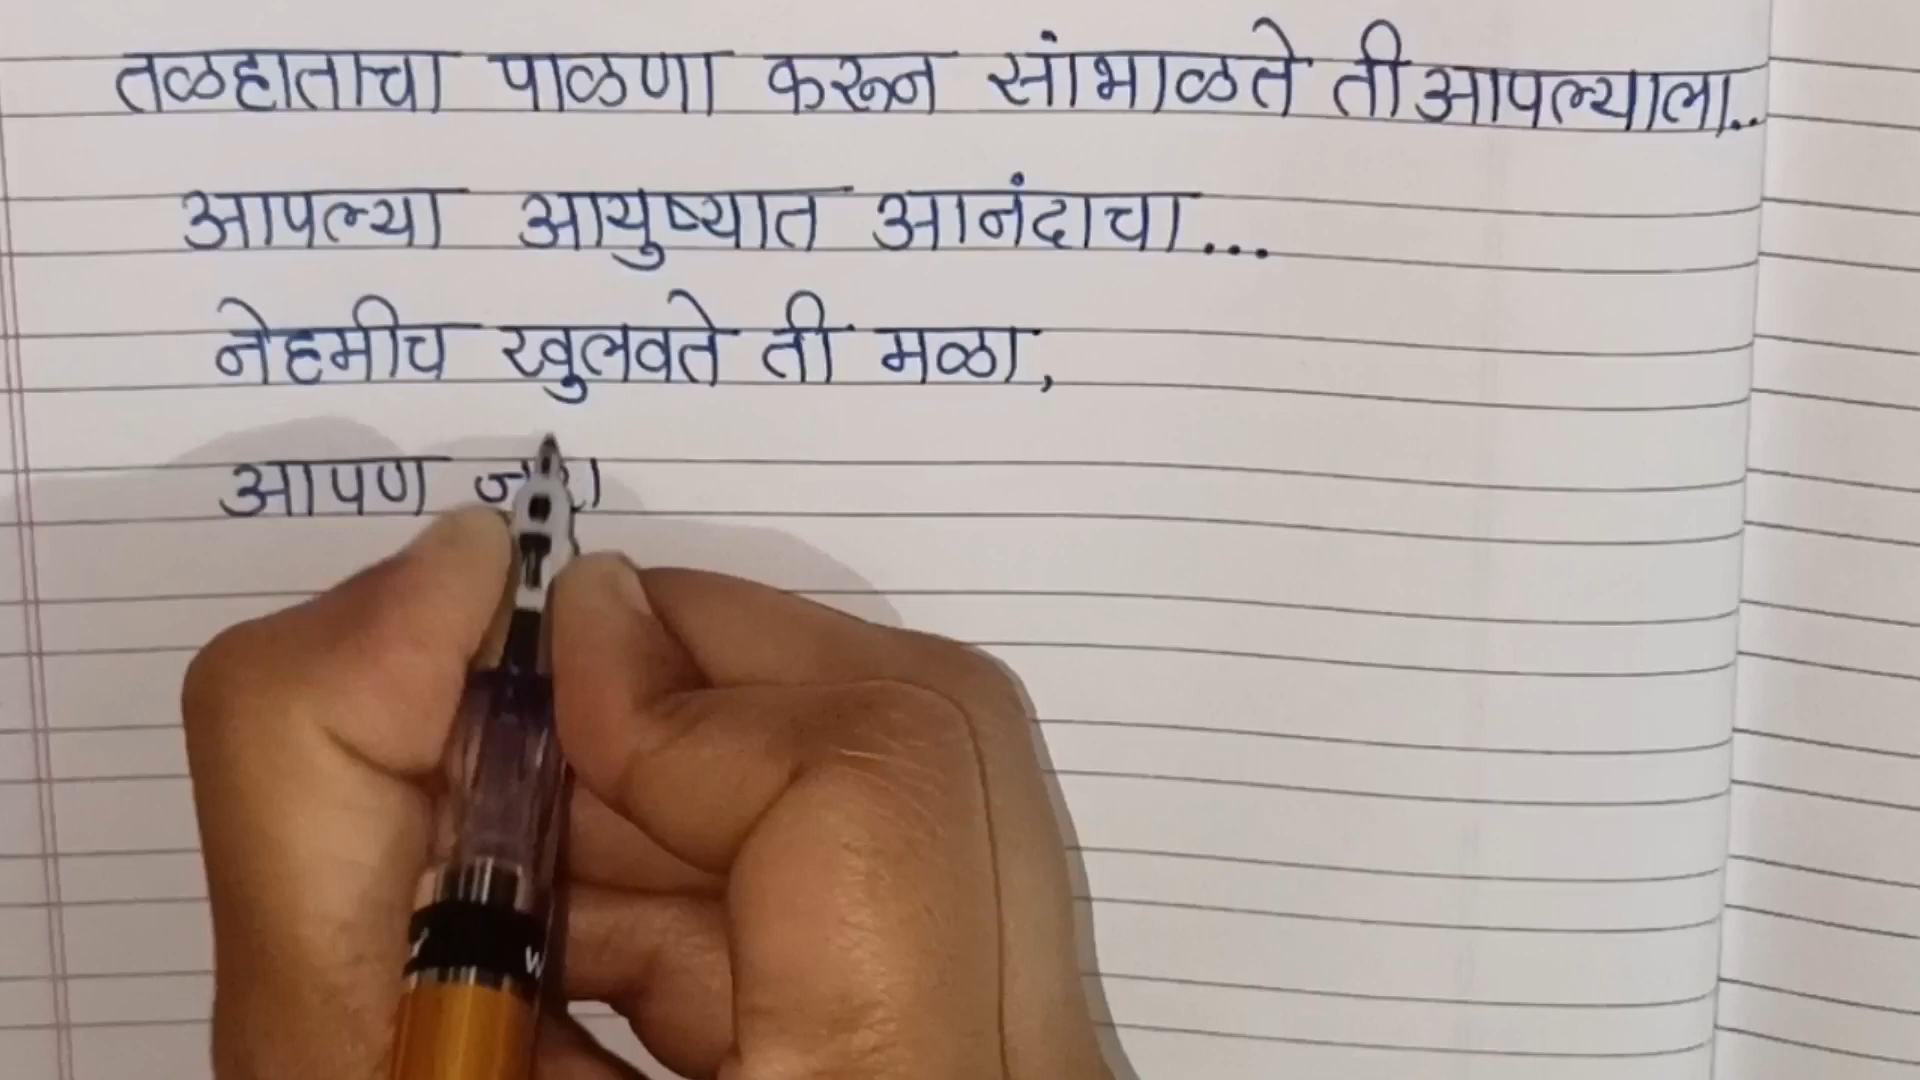 तळहाताचा पाळणा करून सांभाळते ती आपल्याला..
आपल्या आयुष्यात आनंदाचा...
नेहमीच खुलवते ती मळा,
आपण